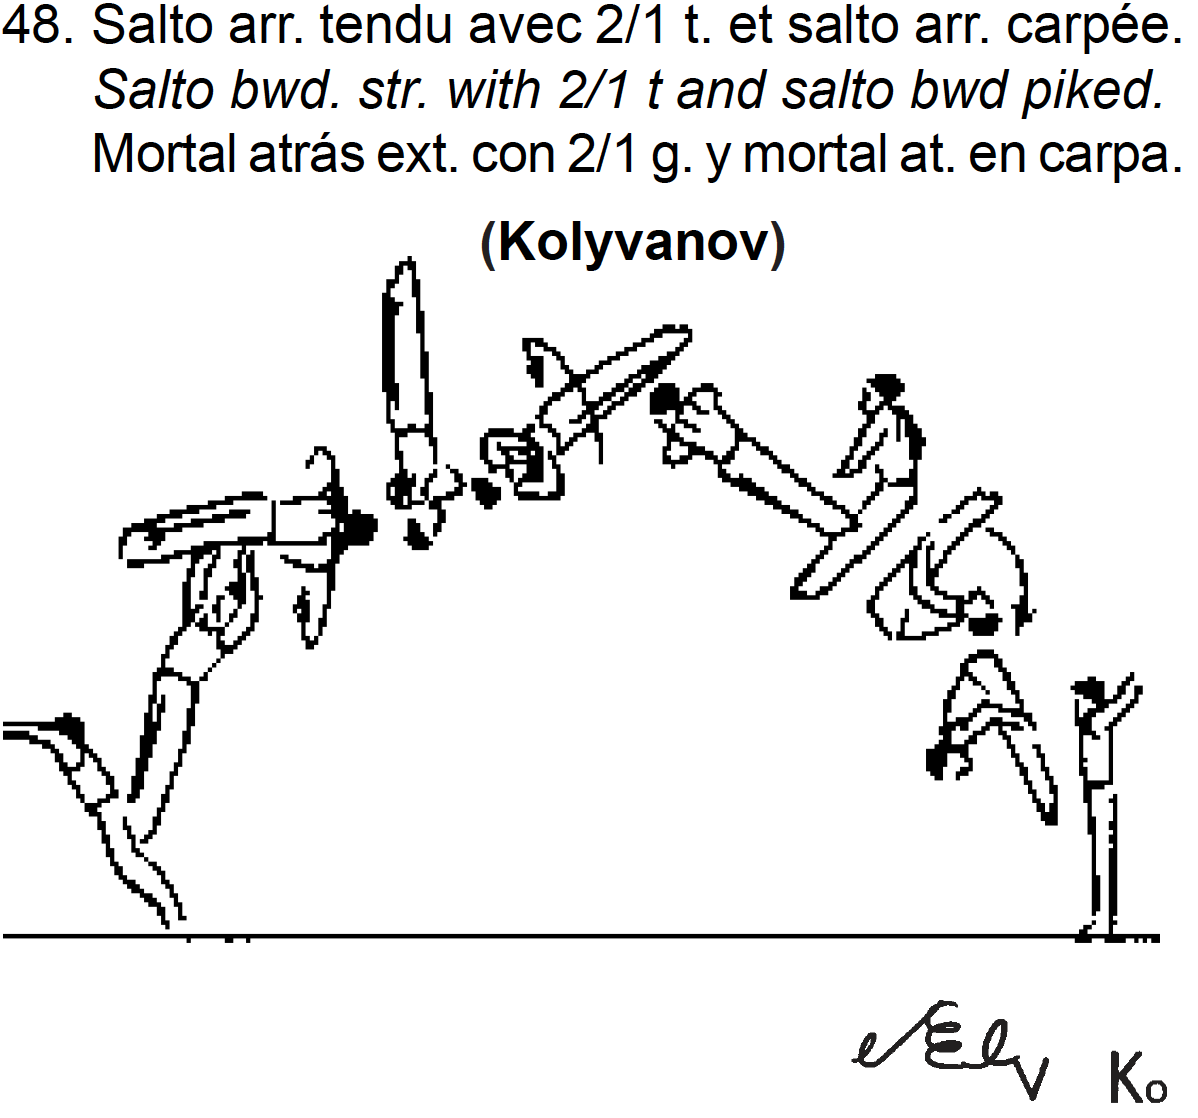 48. Salto arr. tendu avec 2/1 t. et salto arr. carpée.
Salto bwd. str. with 2/1 t and salto bwd piked.
Mortal atrás ext. con 2/1 g. y mortal at. en carpa.
(Kolyvanov)
Ko